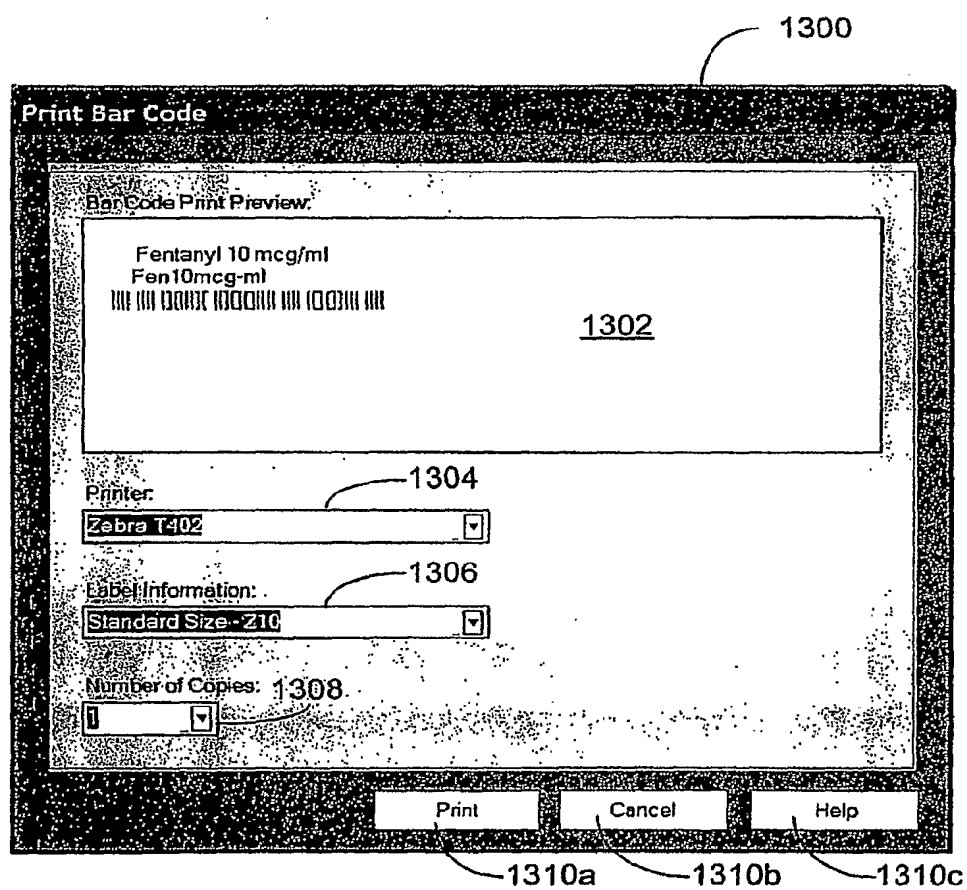 1300
Print Bar Code
Bar Code Print Preview:
Fentanyl 10 mcg/ml
Fen10mcg-ml
1302
1304
Printer:
Zebra T402
1306
Label Information:
Standard Size - Z10
Number of Copies: 1308
1
Print Cancel Help
1310a 1310b 1310c